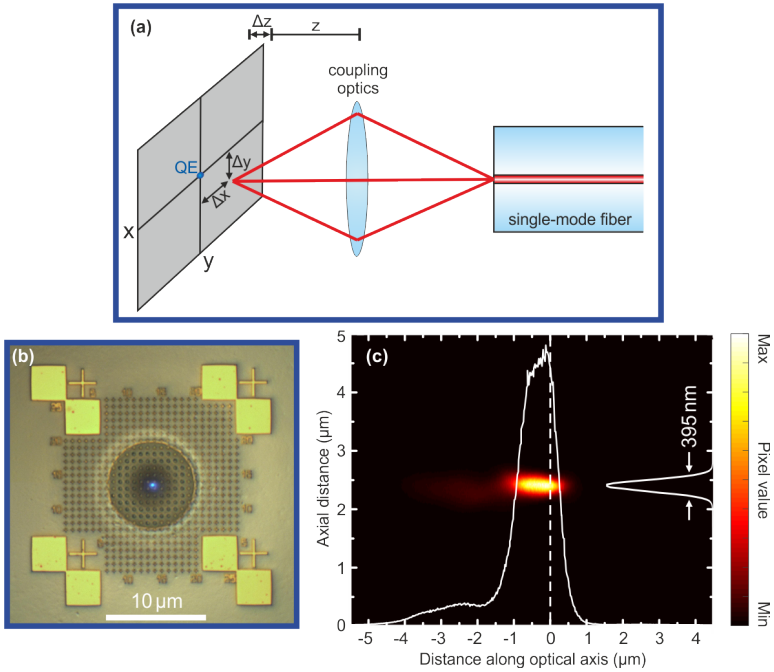 (a)
Δz
z
coupling
optics
QE
Δy
Δx
x
y
single-mode fiber
(b)
10 μm
(c)
5
4
3
2
1
0
Axial distance (μm)
-5 -4 -3 -2 -1 0 1 2 4
Distance along optical axis (μm)
395 nm
Max
Pixel value
Min